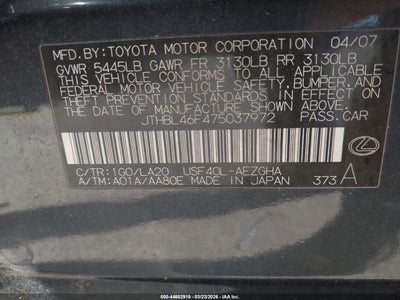 MFD.BY:TOYOTA MOTOR CORPORATION 04/07
GVWR 5445LB GAWR FR 3130LB RR 3130LB
THIS VEHICLE CONFORMS TO ALL APPLICABLE
FEDERAL MOTOR VEHICLE SAFETY, BUMPER, AND
THEFT PREVENTION STANDARDS IN EFFECT ON
THE DATE OF MANUFACTURE SHOWN ABOVE.
JTHBL46F475037972 PASS.CAR
C/TR:1G0/LA20 USF40L-AEZGHA
A/TM:A01A/AA80E MADE IN JAPAN 373 A
000-44682918 - 03/23/2026 - IAA Inc.